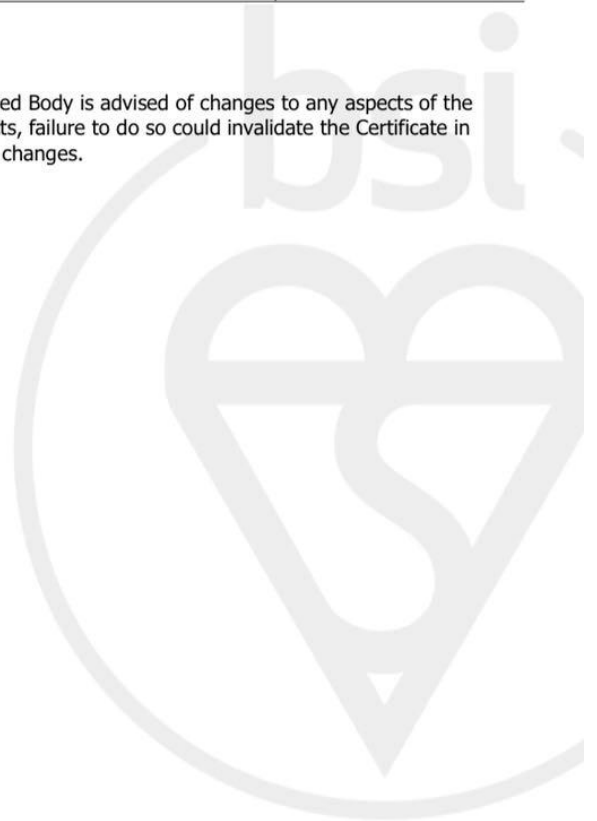 bsi
ed Body is advised of changes to any aspects of the
ts, failure to do so could invalidate the Certificate in
changes.